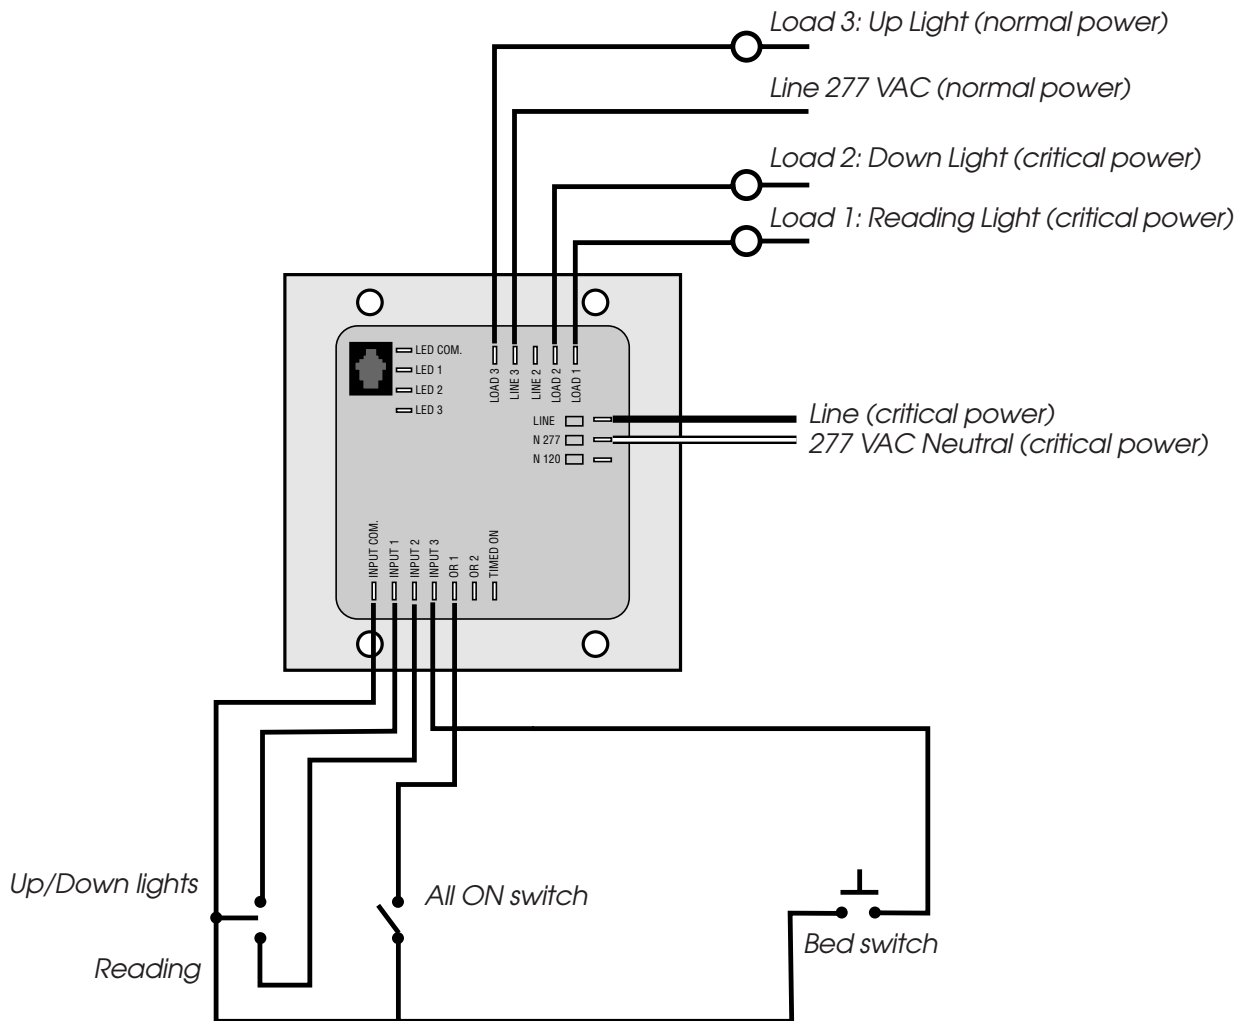 Load 3: Up Light (normal power)
Line 277 VAC (normal power)
Load 2: Down Light (critical power)
Load 1: Reading Light (critical power)
LED COM.
LED 1
LED 2
LED 3
LOAD 3
LINE 3
LINE 2
LOAD 2
LOAD 1
LINE
N 277
N 120
Line (critical power)
277 VAC Neutral (critical power)
INPUT COM.
INPUT 1
INPUT 2
INPUT 3
OR 1
OR 2
TIMED ON
Up/Down lights
Reading
All ON switch
Bed switch